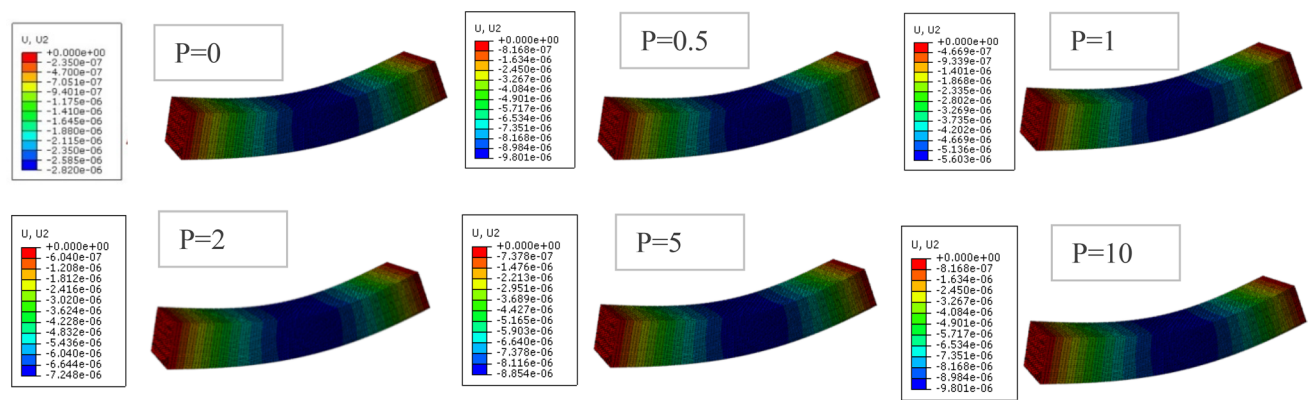 U, U2
+0.000e+00
-2.350e-07
-4.700e-07
-7.051e-07
-9.401e-07
-1.175e-06
-1.410e-06
-1.645e-06
-1.880e-06
-2.115e-06
-2.350e-06
-2.585e-06
-2.820e-06
P=0
U, U2
+0.000e+00
-8.168e-07
-1.634e-06
-2.450e-06
-3.267e-06
-4.084e-06
-4.901e-06
-5.717e-06
-6.534e-06
-7.351e-06
-8.168e-06
-8.984e-06
-9.801e-06
P=0.5
U, U2
+0.000e+00
-4.669e-07
-9.339e-07
-1.401e-06
-1.868e-06
-2.335e-06
-2.802e-06
-3.269e-06
-3.735e-06
-4.202e-06
-4.669e-06
-5.136e-06
-5.603e-06
P=1
U, U2
+0.000e+00
-6.040e-07
-1.208e-06
-1.812e-06
-2.416e-06
-3.020e-06
-3.624e-06
-4.228e-06
-4.832e-06
-5.436e-06
-6.040e-06
-6.644e-06
-7.248e-06
P=2
U, U2
+0.000e+00
-7.378e-07
-1.476e-06
-2.213e-06
-2.951e-06
-3.689e-06
-4.427e-06
-5.165e-06
-5.903e-06
-6.640e-06
-7.378e-06
-8.116e-06
-8.854e-06
P=5
U, U2
+0.000e+00
-8.168e-07
-1.634e-06
-2.450e-06
-3.267e-06
-4.084e-06
-4.901e-06
-5.717e-06
-6.534e-06
-7.351e-06
-8.168e-06
-8.984e-06
-9.801e-06
P=10